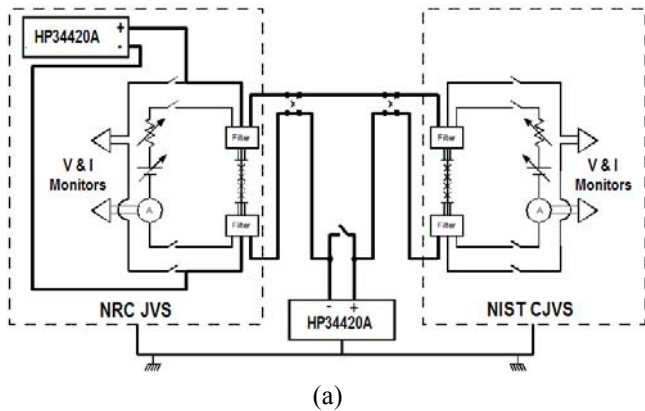 HP34420A
+
-
Filter
Filter
V & I
Monitors
A
Filter
Filter
V & I
Monitors
A
- +
HP34420A
NRC JVS
NIST CJVS
(a)